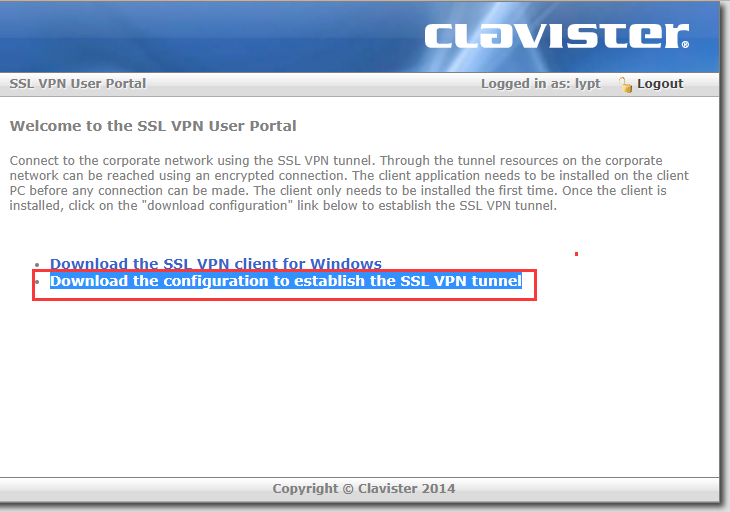 clavister®
SSL VPN User Portal Logged in as: lypt Logout
Welcome to the SSL VPN User Portal
Connect to the corporate network using the SSL VPN tunnel. Through the tunnel resources on the corporate
network can be reached using an encrypted connection. The client application needs to be installed on the client
PC before any connection can be made. The client only needs to be installed the first time. Once the client is
installed, click on the "download configuration" link below to establish the SSL VPN tunnel.
Download the SSL VPN client for Windows
Download the configuration to establish the SSL VPN tunnel
Copyright © Clavister 2014